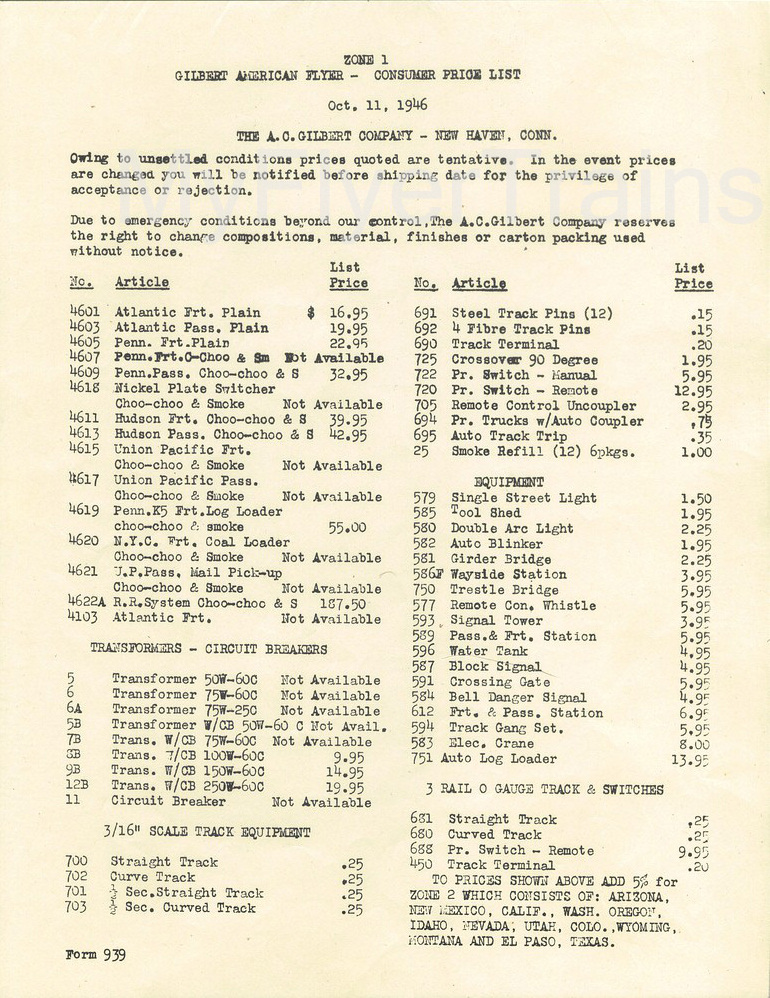 ZONE 1
GILBERT AMERICAN FLYER - CONSUMER PRICE LIST
Oct. 11, 1946
THE A.C.GILBERT COMPANY - NEW HAVEN, CONN.
Owing to unsettled conditions prices quoted are tentative. In the event prices
are changed you will be notified before shipping date for the privilege of
acceptance or rejection.
Due to emergency conditions beyond our control,The A.C.Gilbert Company reserves
the right to change compositions, material, finishes or carton packing used
without notice.
List
No. Article Price
4601 Atlantic Frt. Plain $ 16.95
4603 Atlantic Pass. Plain 19.95
4605 Penn. Frt.Plain 22.95
4607 Penn.Frt.C-Choo & Sm Not Available
4609 Penn.Pass. Choo-choo & S 32.95
4618 Nickel Plate Switcher
Choo-choo & Smoke Not Available
4611 Hudson Frt. Choo-choo & S 39.95
4613 Hudson Pass. Choo-choo & S 42.95
4615 Union Pacific Frt.
Choo-choo & Smoke Not Available
4617 Union Pacific Pass.
Choo-choo & Smoke Not Available
4619 Penn.K5 Frt.Log Loader
choo-choo & smoke 55.00
4620 N.Y.C. Frt. Coal Loader
Choo-choo & Smoke Not Available
4621 U.P.Pass. Mail Pick-up
Choo-choo & Smoke Not Available
4622A R.R.System Choo-choo & S 187.50
4103 Atlantic Frt. Not Available
TRANSFORMERS - CIRCUIT BREAKERS
5 Transformer 50W-60C Not Available
6 Transformer 75W-60C Not Available
6A Transformer 75W-25C Not Available
5B Transformer W/CB 50W-60 C Not Avail.
7B Trans. W/CB 75W-60C Not Available
8B Trans. W/CB 100W-60C 9.95
9B Trans. W/CB 150W-60C 14.95
12B Trans. W/CB 250W-60C 19.95
11 Circuit Breaker Not Available
3/16" SCALE TRACK EQUIPMENT
700 Straight Track .25
702 Curve Track .25
701 ½ Sec.Straight Track .25
703 ½ Sec. Curved Track .25
Form 939
List
No. Article Price
691 Steel Track Pins (12) .15
692 4 Fibre Track Pins .15
690 Track Terminal .20
725 Crossover 90 Degree 1.95
722 Pr. Switch - Manual 5.95
720 Pr. Switch - Remote 12.95
705 Remote Control Uncoupler 2.95
694 Pr. Trucks w/Auto Coupler .75
695 Auto Track Trip .35
25 Smoke Refill (12) 6pkgs. 1.00
EQUIPMENT
579 Single Street Light 1.50
585 Tool Shed 1.95
580 Double Arc Light 2.25
582 Auto Blinker 1.95
581 Girder Bridge 2.25
586F Wayside Station 3.95
750 Trestle Bridge 5.95
577 Remote Con. Whistle 5.95
593 Signal Tower 3.95
589 Pass.& Frt. Station 5.95
596 Water Tank 4.95
587 Block Signal 4.95
591 Crossing Gate 5.95
584 Bell Danger Signal 4.95
612 Frt. & Pass. Station 6.95
594 Track Gang Set. 5.95
583 Elec. Crane 8.00
751 Auto Log Loader 13.95
3 RAIL O GAUGE TRACK & SWITCHES
681 Straight Track .25
680 Curved Track .25
688 Pr. Switch - Remote 9.95
450 Track Terminal .20
TO PRICES SHOWN ABOVE ADD 5% for
ZONE 2 WHICH CONSISTS OF: ARIZONA,
NEW MEXICO, CALIF., WASH. OREGON,
IDAHO, NEVADA, UTAH, COLO.,WYOMING,
MONTANA AND EL PASO, TEXAS.